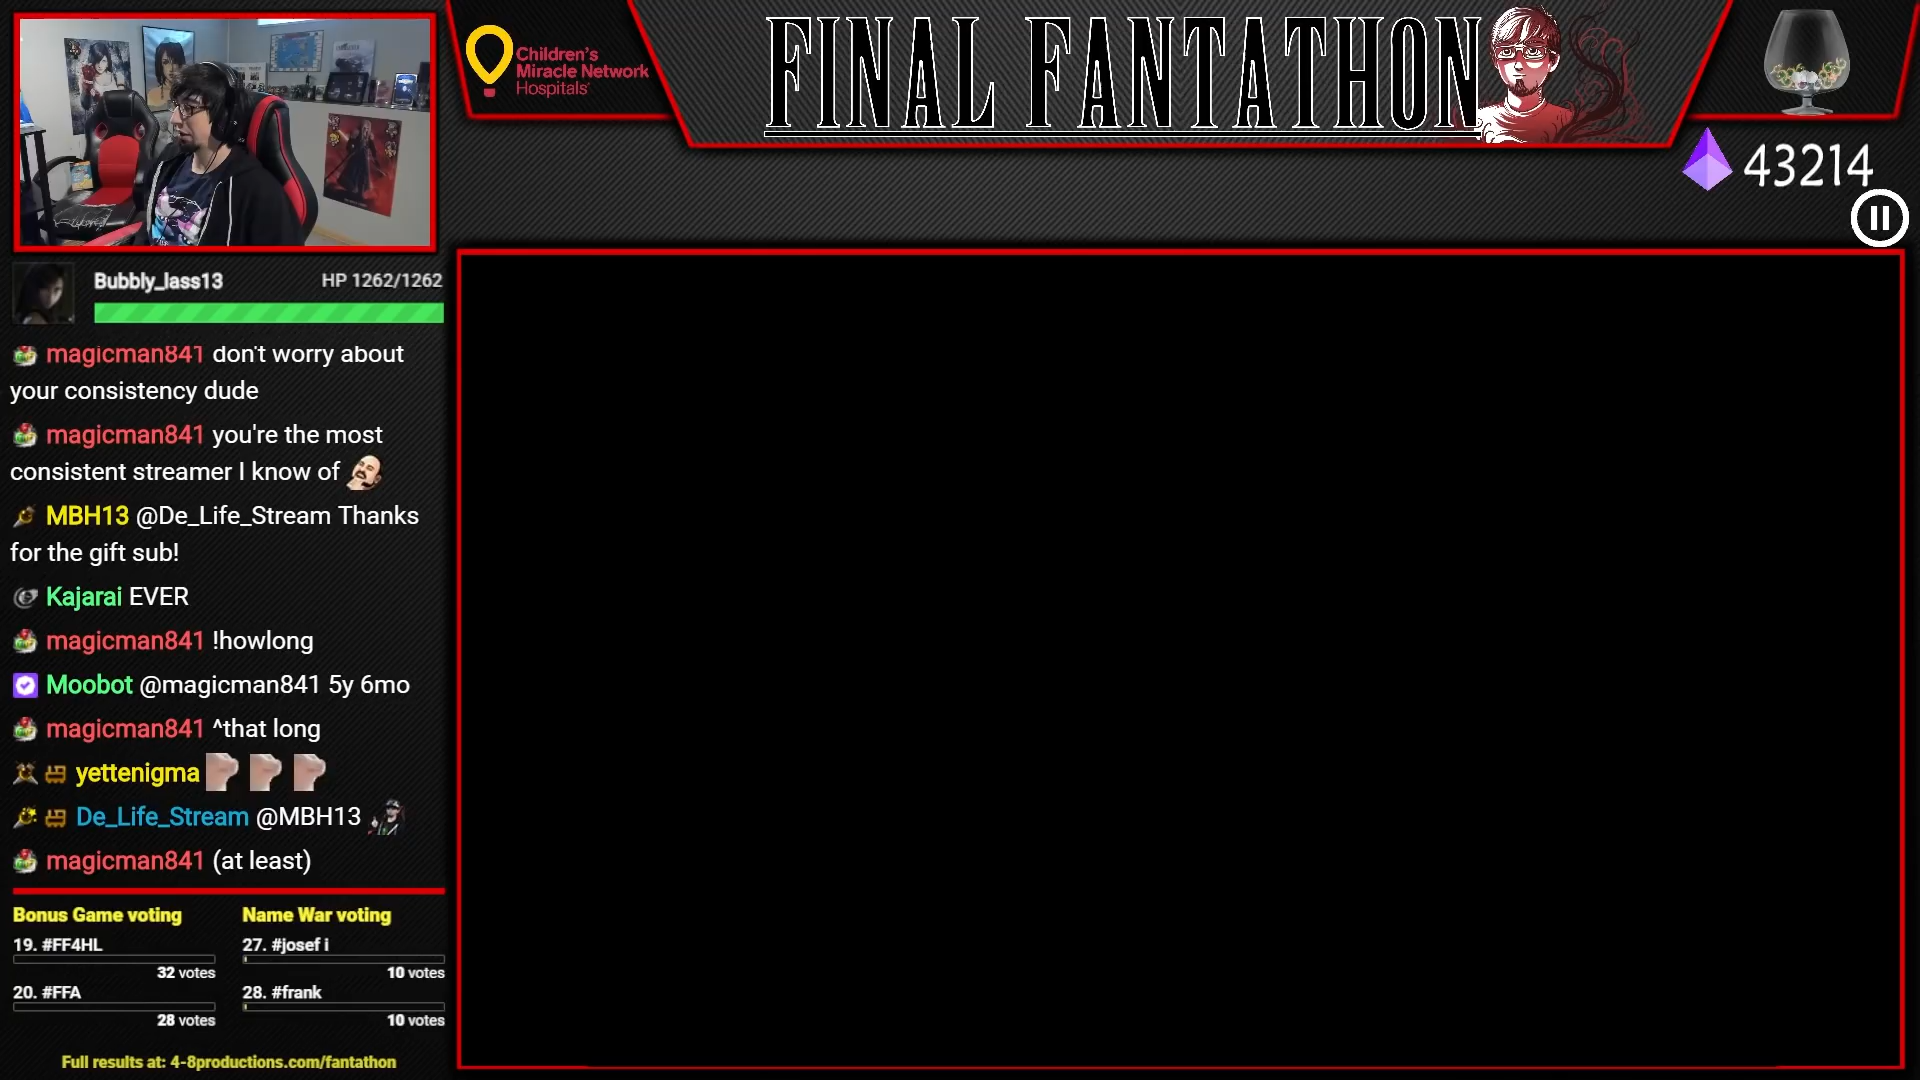 Children's
Miracle Network
Hospitals
FINAL FANTATHON
43214
Bubbly_lass13 HP 1262/1262
magicman841 don't worry about
your consistency dude
magicman841 you're the most
consistent streamer I know of
MBH13 @De_Life_Stream Thanks
for the gift sub!
Kajarai EVER
magicman841 !howlong
Moobot @magicman841 5y 6mo
magicman841 ^that long
yettenigma
De_Life_Stream @MBH13
magicman841 (at least)
Bonus Game voting
19. #FF4HL
32 votes
20. #FFA
28 votes
Name War voting
27. #josef i
10 votes
28. #frank
10 votes
Full results at: 4-8productions.com/fantathon